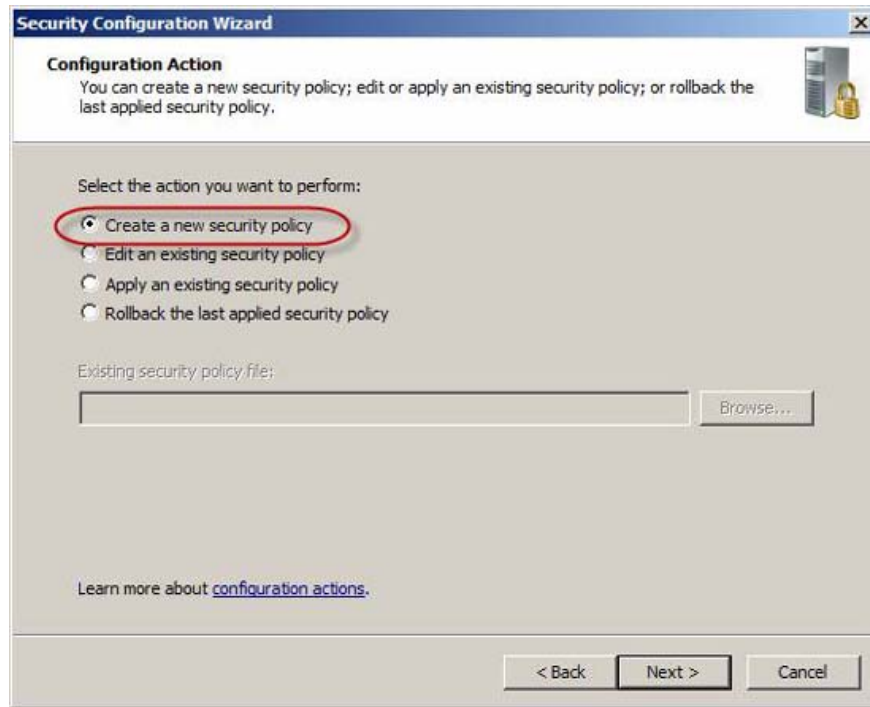 Security Configuration Wizard
Configuration Action
You can create a new security policy; edit or apply an existing security policy; or rollback the
last applied security policy.
Select the action you want to perform:
Create a new security policy
Edit an existing security policy
Apply an existing security policy
Rollback the last applied security policy
Existing security policy file:
Browse...
Learn more about configuration actions.
< Back Next > Cancel